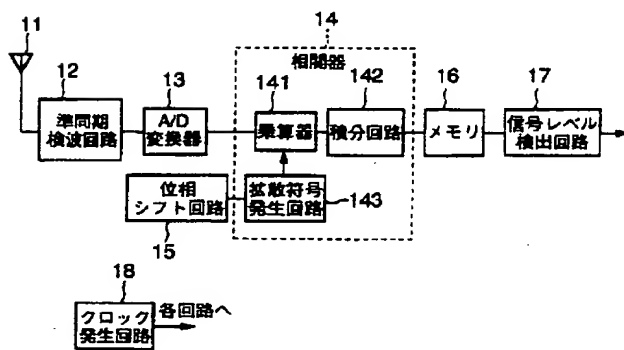 11
12
準同期
検波回路
13
A/D
変換器
14
相関器
141
乗算器
142
積分回路
16
メモリ
17
信号レベル
検出回路
位相
シフト回路
15
拡散符号
発生回路
143
18
クロック
発生回路
各回路へ